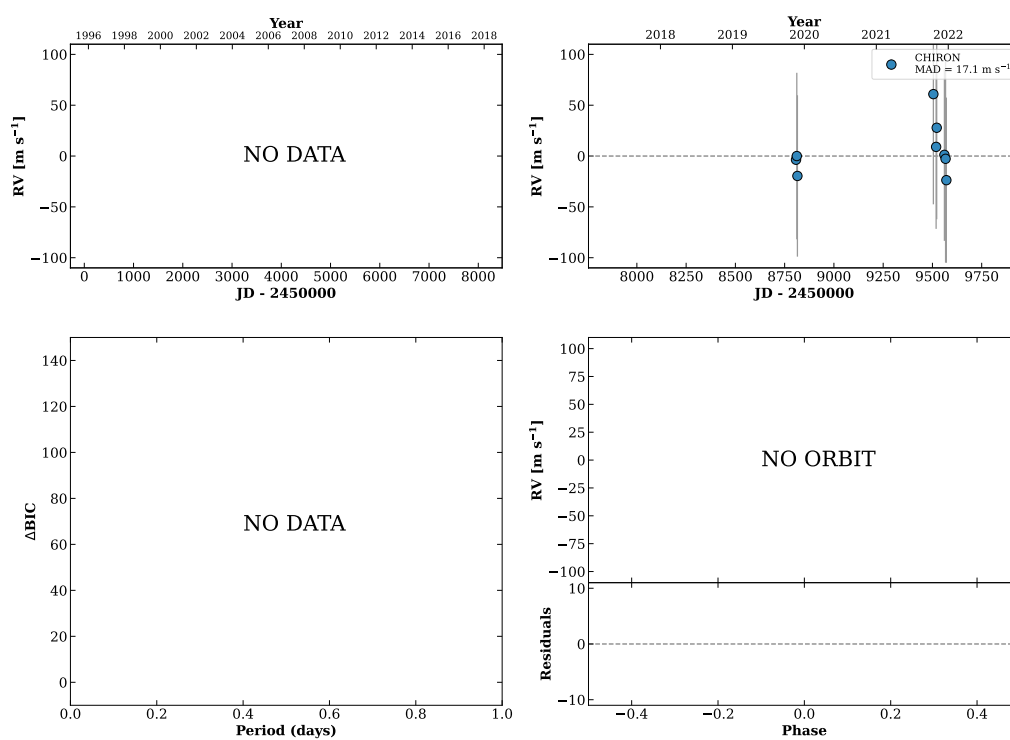 Year
1996 1998 2000 2002 2004 2006 2008 2010 2012 2014 2016 2018
100
50
0
−50
−100
RV [m s⁻¹]
NO DATA
0 1000 2000 3000 4000 5000 6000 7000 8000
JD - 2450000
Year
2018 2019 2020 2021 2022
CHIRON
MAD = 17.1 m s⁻¹
100
50
0
−50
−100
RV [m s⁻¹]
8000 8250 8500 8750 9000 9250 9500 9750
JD - 2450000
140
120
100
80
60
40
20
0
ΔBIC
NO DATA
0.0 0.2 0.4 0.6 0.8 1.0
Period (days)
100
75
50
25
0
−25
−50
−75
−100
RV [m s⁻¹]
NO ORBIT
10
0
−10
Residuals
−0.4 −0.2 0.0 0.2 0.4
Phase